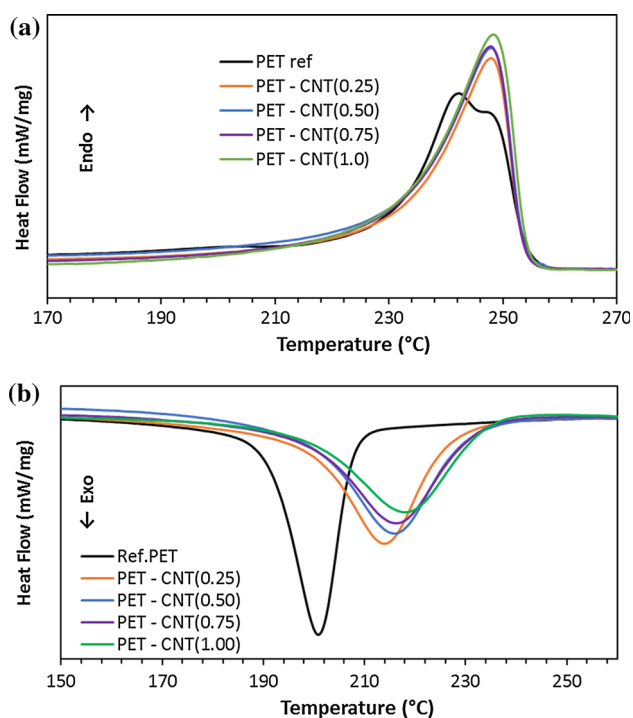 (a)
Heat Flow (mW/mg)
Endo →
PET ref
PET - CNT(0.25)
PET - CNT(0.50)
PET - CNT(0.75)
PET - CNT(1.0)
170 190 210 230 250 270
Temperature (°C)
(b)
Heat Flow (mW/mg)
← Exo
Ref.PET
PET - CNT(0.25)
PET - CNT(0.50)
PET - CNT(0.75)
PET - CNT(1.00)
150 170 190 210 230 250
Temperature (°C)